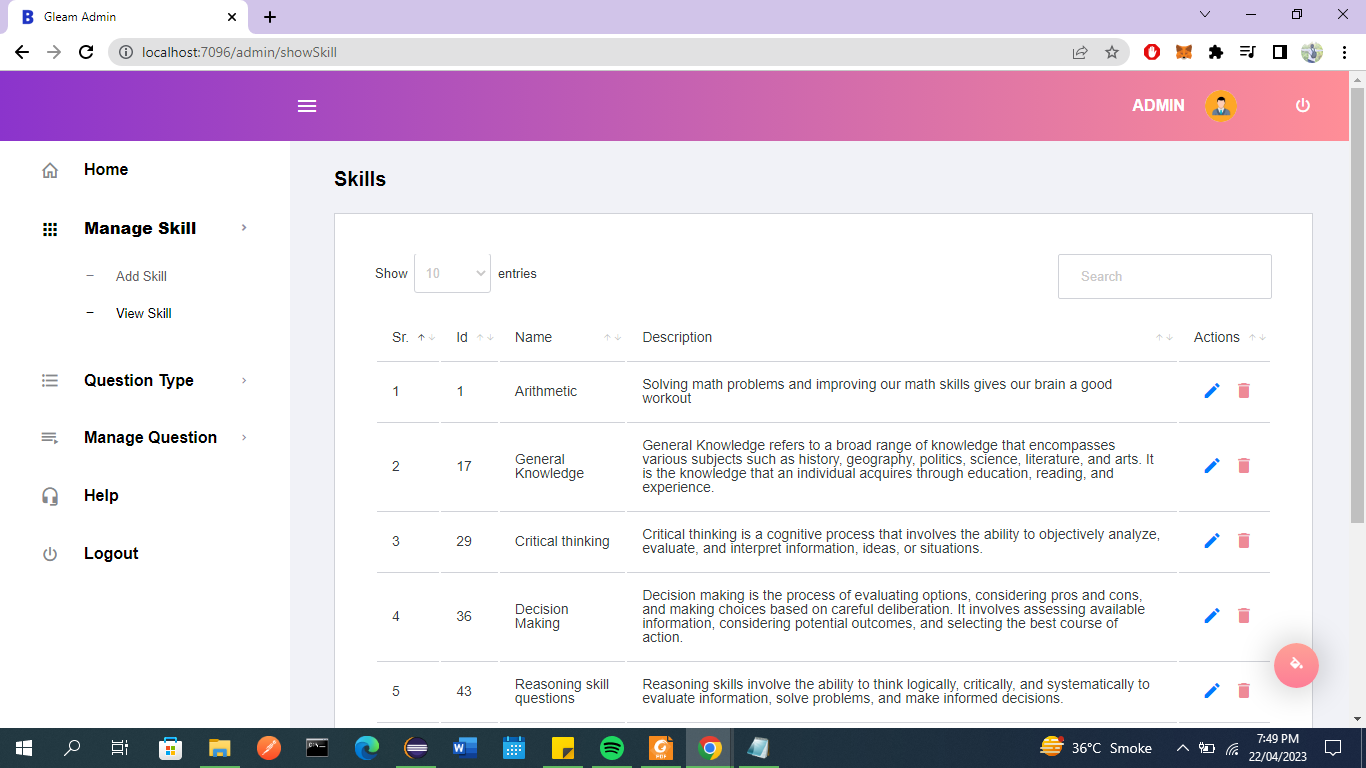 Gleam Admin
localhost:7096/admin/showSkill
ADMIN
Home
Manage Skill
Add Skill
View Skill
Question Type
Manage Question
Help
Logout
Skills
Show 10 entries
Search
Sr. Id Name Description Actions
1 1 Arithmetic Solving math problems and improving our math skills gives our brain a good
workout
2 17 General
Knowledge
General Knowledge refers to a broad range of knowledge that encompasses
various subjects such as history, geography, politics, science, literature, and arts. It
is the knowledge that an individual acquires through education, reading, and
experience.
3 29 Critical thinking Critical thinking is a cognitive process that involves the ability to objectively analyze,
evaluate, and interpret information, ideas, or situations.
4 36 Decision
Making
Decision making is the process of evaluating options, considering pros and cons,
and making choices based on careful deliberation. It involves assessing available
information, considering potential outcomes, and selecting the best course of
action.
5 43 Reasoning skill
questions
Reasoning skills involve the ability to think logically, critically, and systematically to
evaluate information, solve problems, and make informed decisions.
36°C Smoke
7:49 PM
22/04/2023